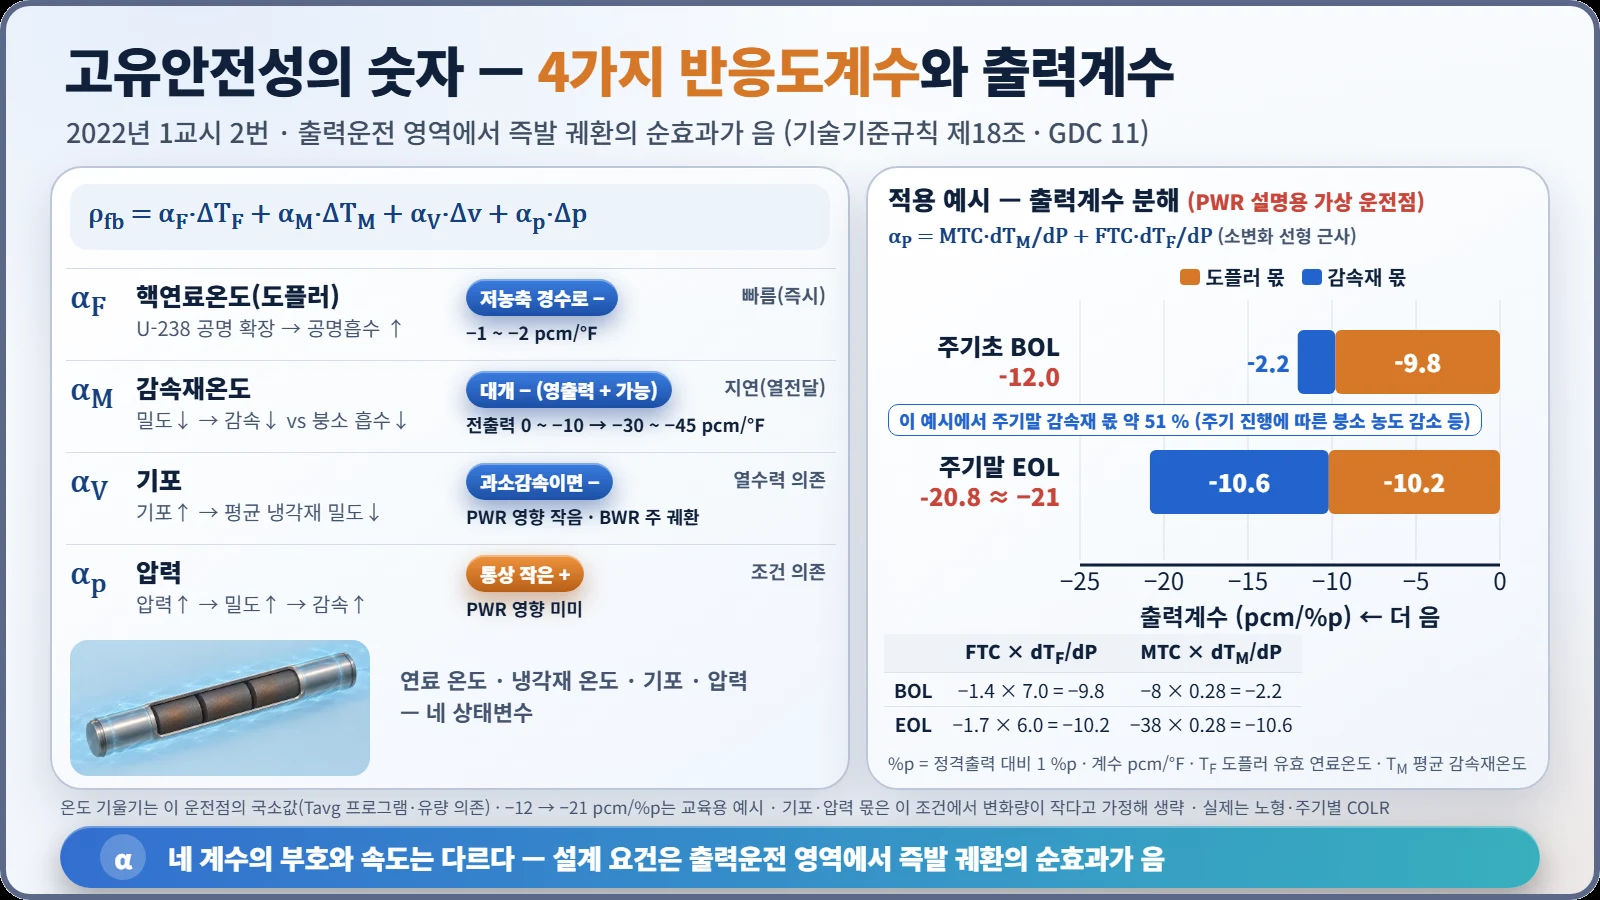 고유안전성의 숫자 — 4가지 반응도계수와 출력계수
2022년 1교시 2번 · 출력운전 영역에서 즉발 궤환의 순효과가 음 (기술기준규칙 제18조 · GDC 11)
ρfb = αF·ΔTF + αM·ΔTM + αV·Δv + αp·Δp
αF 핵연료온도(도플러) 저농축 경수로 − 빠름(즉시)
U-238 공명 확장 → 공명흡수 ↑ −1 ~ −2 pcm/°F
αM 감속재온도 대개 − (영출력 + 가능) 지연(열전달)
밀도↓ → 감속↓ vs 붕소 흡수↓ 전출력 0 ~ −10 → −30 ~ −45 pcm/°F
αV 기포 과소감속이면 − 열수력 의존
기포↑ → 평균 냉각재 밀도↓ PWR 영향 작음 · BWR 주 궤환
αp 압력 통상 작은 + 조건 의존
압력↑ → 밀도↑ → 감속↑ PWR 영향 미미
연료 온도 · 냉각재 온도 · 기포 · 압력
— 네 상태변수
적용 예시 — 출력계수 분해 (PWR 설명용 가상 운전점)
αP = MTC·dTM/dP + FTC·dTF/dP (소변화 선형 근사)
도플러 몫 감속재 몫
주기초 BOL
-12.0
-2.2 -9.8
이 예시에서 주기말 감속재 몫 약 51 % (주기 진행에 따른 붕소 농도 감소 등)
주기말 EOL
-20.8 ≈ −21
-10.6 -10.2
−25 −20 −15 −10 −5 0
출력계수 (pcm/%p) ← 더 음
FTC × dTF/dP MTC × dTM/dP
BOL −1.4 × 7.0 = −9.8 −8 × 0.28 = −2.2
EOL −1.7 × 6.0 = −10.2 −38 × 0.28 = −10.6
%p = 정격출력 대비 1 %p · 계수 pcm/°F · TF 도플러 유효 연료온도 · TM 평균 감속재온도
온도 기울기는 이 운전점의 국소값(Tavg 프로그램·유량 의존) · −12 → −21 pcm/%p는 교육용 예시 · 기포·압력 몫은 이 조건에서 변화량이 작다고 가정해 생략 · 실제는 노형·주기별 COLR
α 네 계수의 부호와 속도는 다르다 — 설계 요건은 출력운전 영역에서 즉발 궤환의 순효과가 음